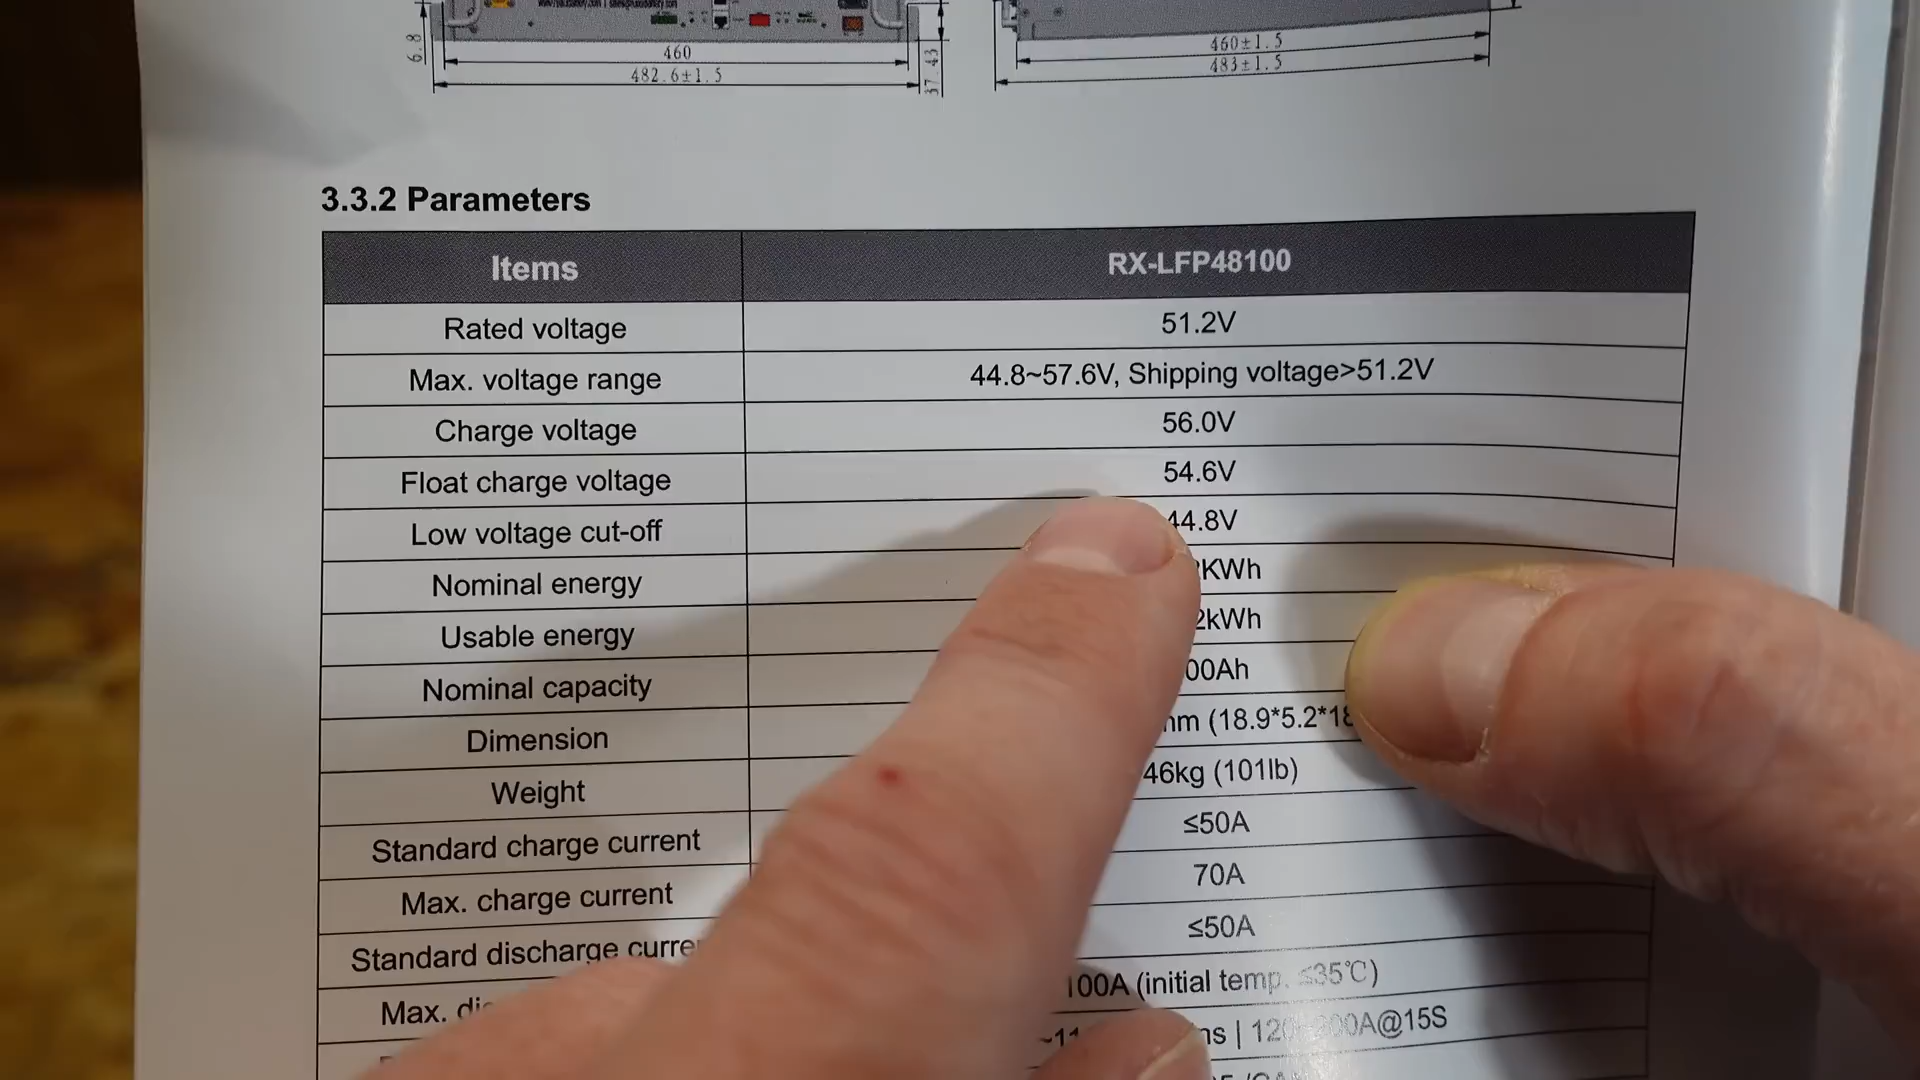 6.8
460
482.6±1.5
37.43
460±1.5
483±1.5
3.3.2 Parameters
Items RX-LFP48100
Rated voltage 51.2V
Max. voltage range 44.8~57.6V, Shipping voltage>51.2V
Charge voltage 56.0V
Float charge voltage 54.6V
Low voltage cut-off 44.8V
Nominal energy KWh
Usable energy 2kWh
Nominal capacity 00Ah
Dimension mm (18.9*5.2*18
Weight 46kg (101lb)
Standard charge current ≤50A
Max. charge current 70A
Standard discharge curre ≤50A
Max. di 100A (initial temp. ≤35℃)
~11 ns | 120 200A@15S